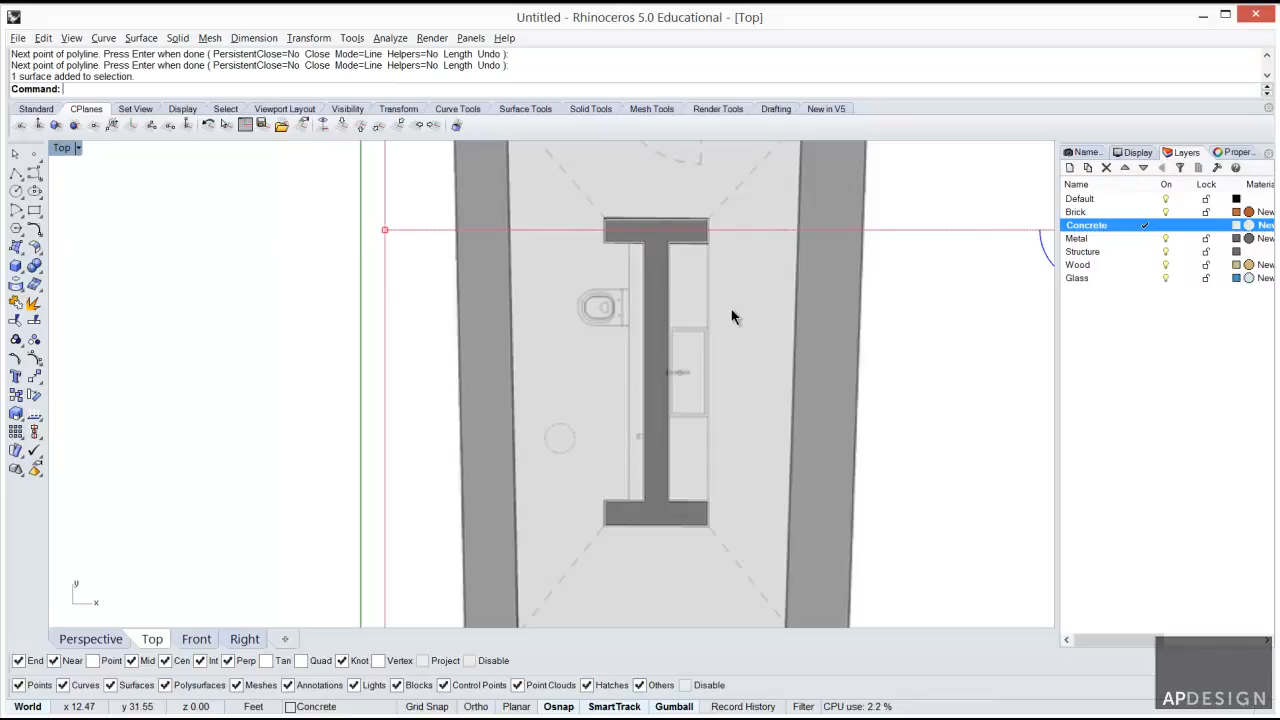 Untitled - Rhinoceros 5.0 Educational - [Top]
File Edit View Curve Surface Solid Mesh Dimension Transform Tools Analyze Render Panels Help
Next point of polyline. Press Enter when done ( PersistentClose=No Close Mode=Line Helpers=No Length Undo ):
Next point of polyline. Press Enter when done ( PersistentClose=No Close Mode=Line Helpers=No Length Undo ):
1 surface added to selection.
Command:
Standard CPlanes Set View Display Select Viewport Layout Visibility Transform Curve Tools Surface Tools Solid Tools Mesh Tools Render Tools Drafting New in V5
Top
Name... Display Layers Proper...
Name On Lock Materia
Default
Brick New
Concrete New
Metal New
Structure
Wood New
Glass New
y
x
Perspective Top Front Right
End Near Point Mid Cen Int Perp Tan Quad Knot Vertex Project Disable
Points Curves Surfaces Polysurfaces Meshes Annotations Lights Blocks Control Points Point Clouds Hatches Others Disable
World x 12.47 y 31.55 z 0.00 Feet Concrete Grid Snap Ortho Planar Osnap SmartTrack Gumball Record History Filter CPU use: 2.2 %
APDESIGN